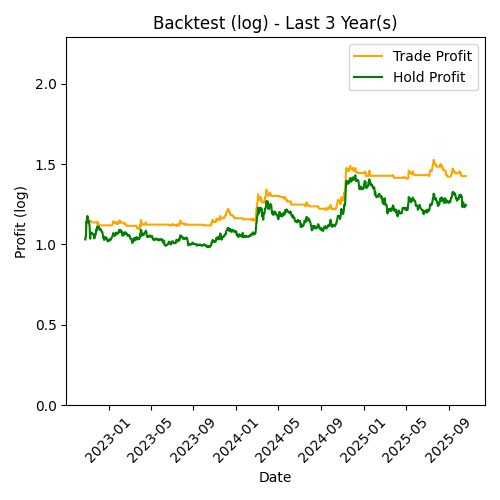 Backtest (log) - Last 3 Year(s)
Trade Profit
Hold Profit
Profit (log)
2.0
1.5
1.0
0.5
0.0
2023-01
2023-05
2023-09
2024-01
2024-05
2024-09
2025-01
2025-05
2025-09
Date